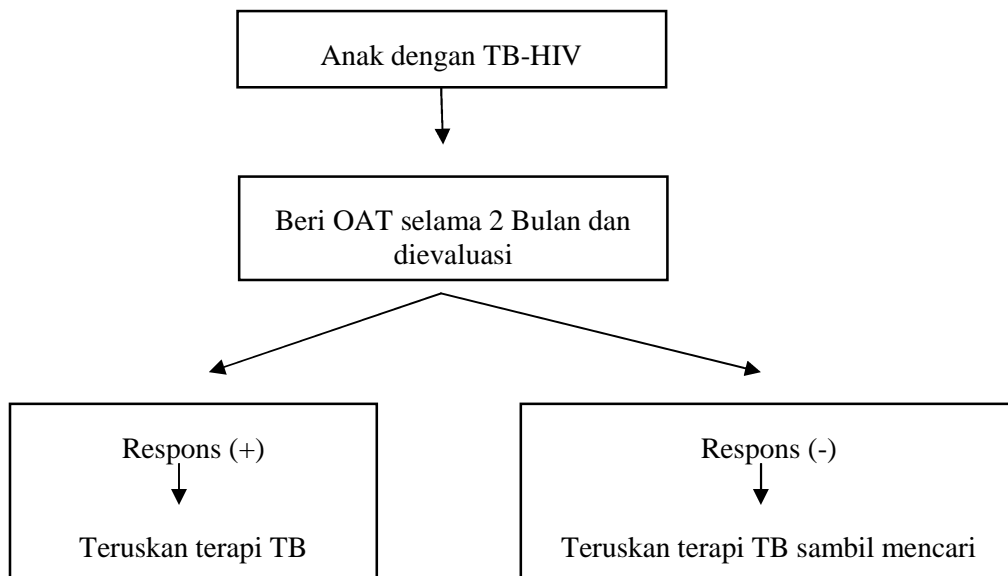 Anak dengan TB-HIV
Beri OAT selama 2 Bulan dan
dievaluasi
Respons (+)
Teruskan terapi TB
Respons (-)
Teruskan terapi TB sambil mencari